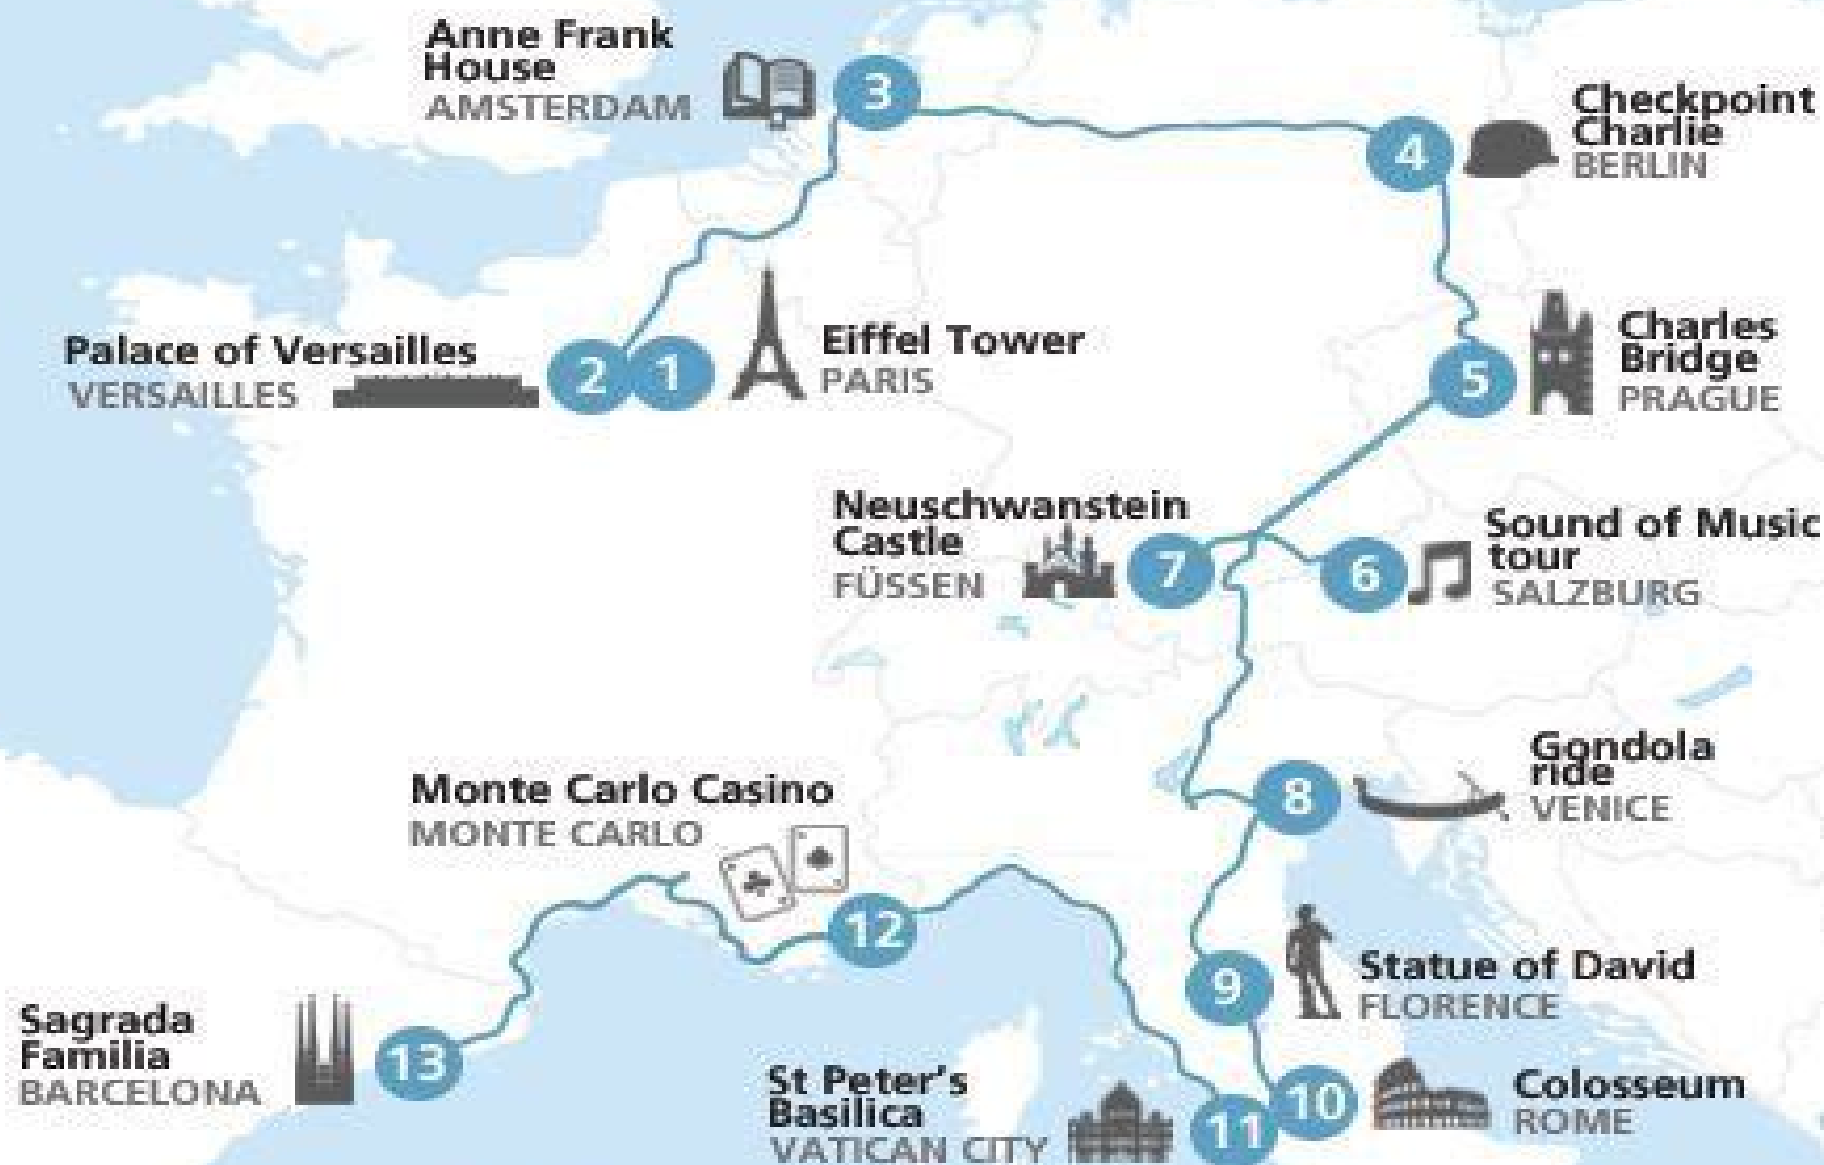 Anne Frank
House
AMSTERDAM
3
4
Checkpoint
Charlie
BERLIN
Palace of Versailles
VERSAILLES
2
1
Eiffel Tower
PARIS
5
Charles
Bridge
PRAGUE
Neuschwanstein
Castle
FÜSSEN
7
6
Sound of Music
tour
SALZBURG
Monte Carlo Casino
MONTE CARLO
8
Gondola
ride
VENICE
12
9
Statue of David
FLORENCE
Sagrada
Familia
BARCELONA
13
St Peter's
Basilica
VATICAN CITY
11
10
Colosseum
ROME